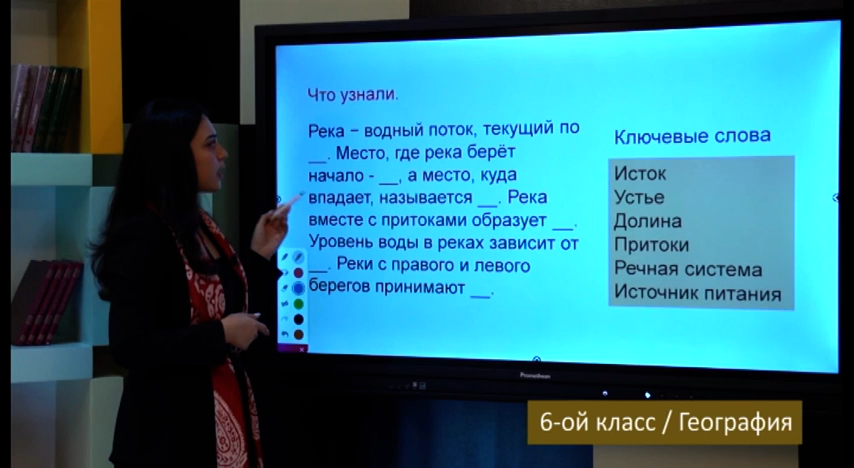 Что узнали.
Река – водный поток, текущий по
__. Место, где река берёт
начало - __, а место, куда
впадает, называется __. Река
вместе с притоками образует __.
Уровень воды в реках зависит от
__. Реки с правого и левого
берегов принимают __.
Ключевые слова
Исток
Устье
Долина
Притоки
Речная система
Источник питания
Promethean
6-ой класс / География